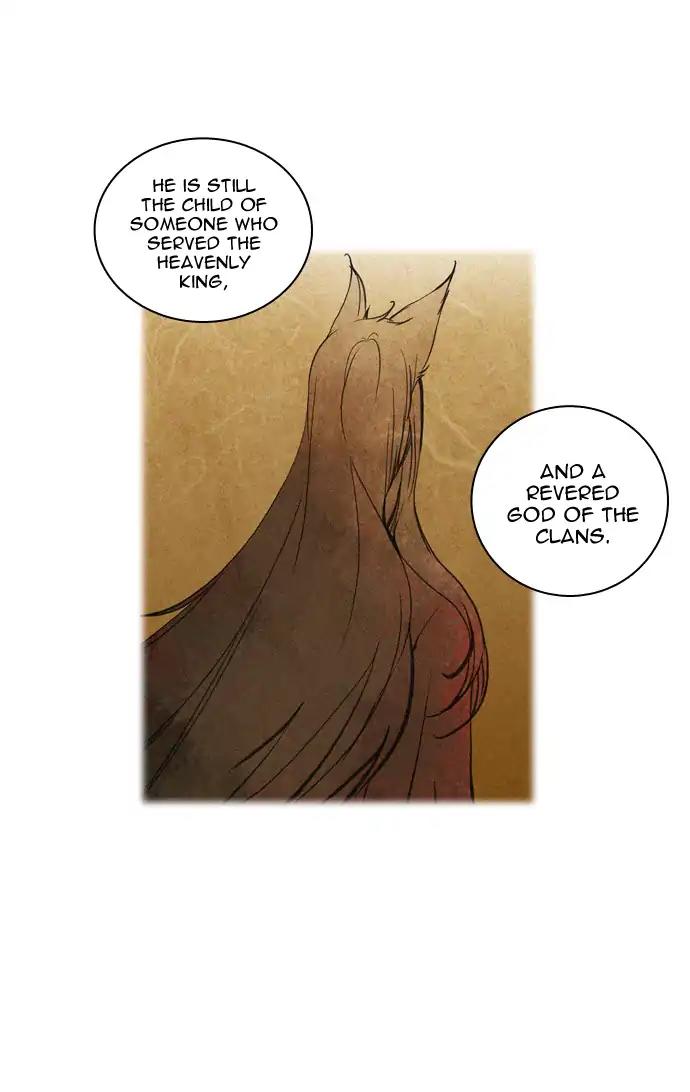 HE IS STILL
THE CHILD OF
SOMEONE WHO
SERVED THE
HEAVENLY
KING,
AND A
REVERED
GOD OF THE
CLANS.